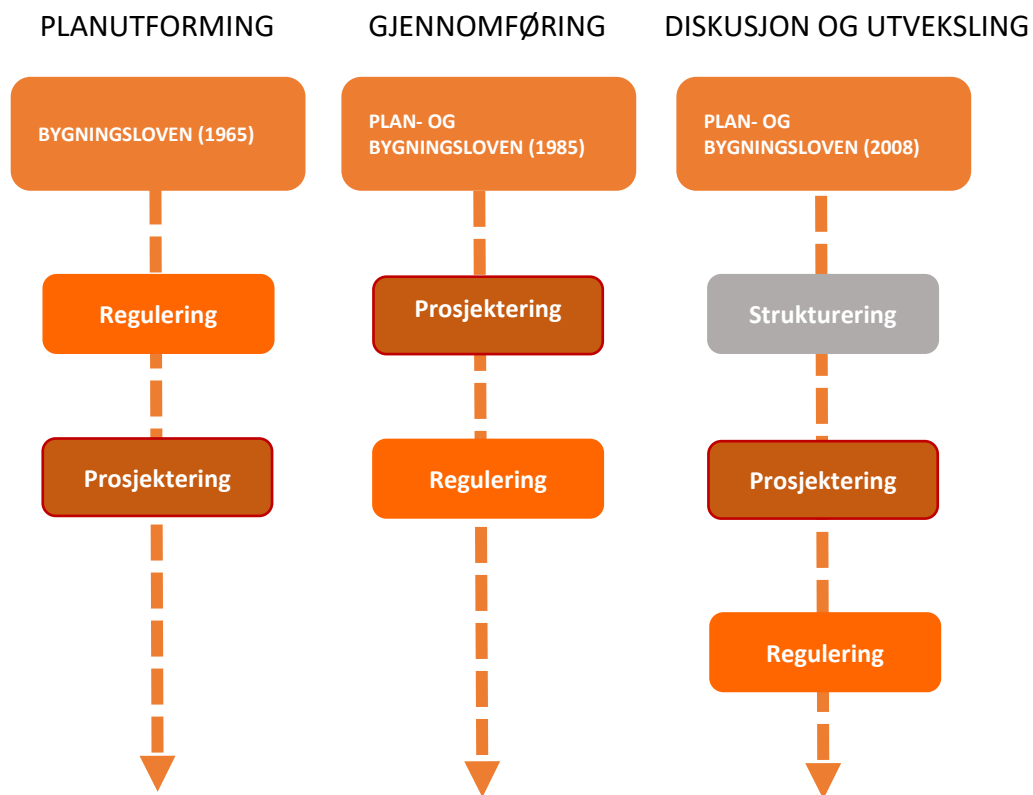 PLANUTFORMING
GJENNOMFØRING
DISKUSJON OG UTVEKSLING
BYGNINGSLOVEN (1965)
PLAN- OG
BYGNINGSLOVEN (1985)
PLAN- OG
BYGNINGSLOVEN (2008)
Regulering
Prosjektering
Strukturering
Prosjektering
Regulering
Prosjektering
Regulering